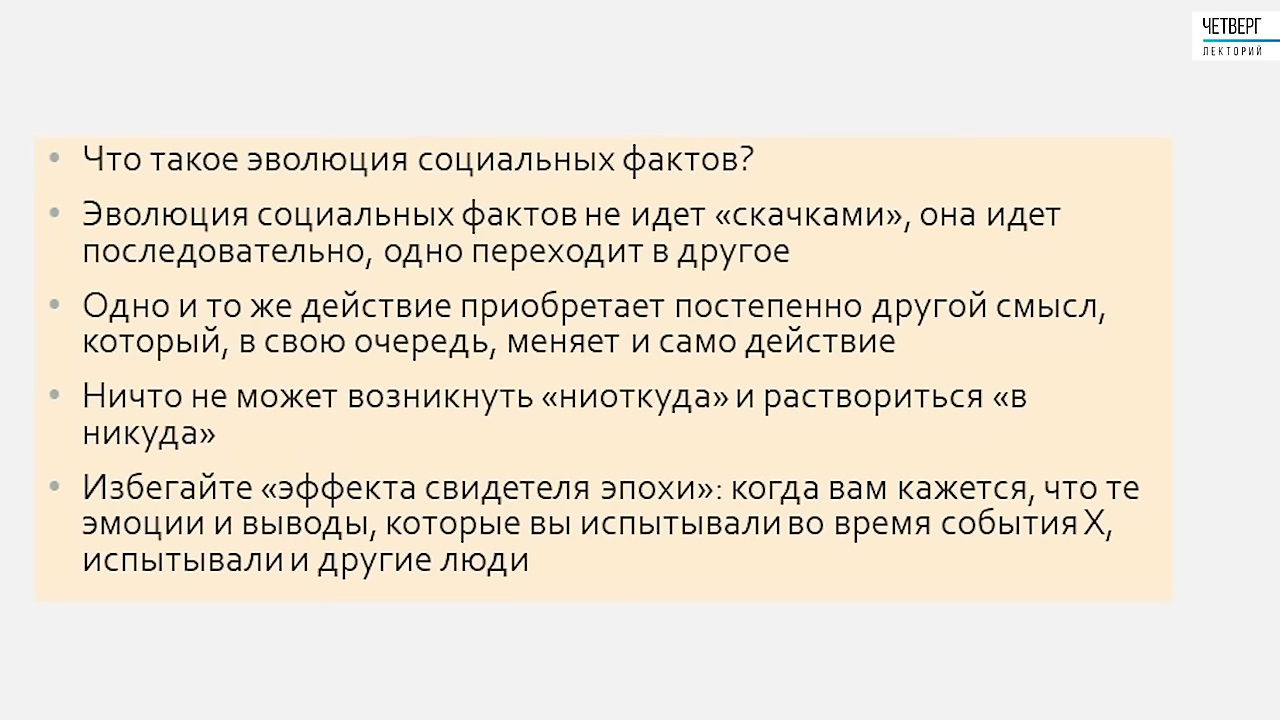 ЧЕТВЕРГ
ЛЕКТОРИЙ
• Что такое эволюция социальных фактов?
• Эволюция социальных фактов не идет «скачками», она идет
последовательно, одно переходит в другое
• Одно и то же действие приобретает постепенно другой смысл,
который, в свою очередь, меняет и само действие
• Ничто не может возникнуть «ниоткуда» и раствориться «в
никуда»
• Избегайте «эффекта свидетеля эпохи»: когда вам кажется, что те
эмоции и выводы, которые вы испытывали во время события Х,
испытывали и другие люди